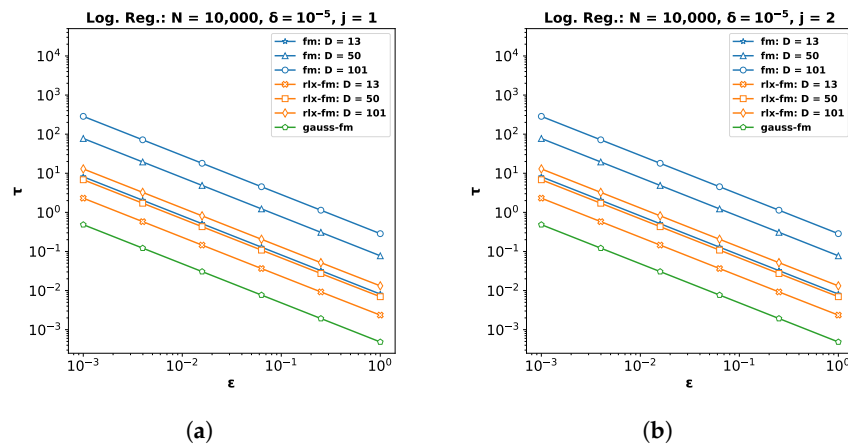 Log. Reg.: N = 10,000, δ = 10⁻⁵, j = 1
10⁴
10³
10²
10¹
10⁰
10⁻¹
10⁻²
10⁻³
τ
fm: D = 13
fm: D = 50
fm: D = 101
rlx-fm: D = 13
rlx-fm: D = 50
rlx-fm: D = 101
gauss-fm
10⁻³ 10⁻² 10⁻¹ 10⁰
ε
(a)
Log. Reg.: N = 10,000, δ = 10⁻⁵, j = 2
10⁴
10³
10²
10¹
10⁰
10⁻¹
10⁻²
10⁻³
τ
fm: D = 13
fm: D = 50
fm: D = 101
rlx-fm: D = 13
rlx-fm: D = 50
rlx-fm: D = 101
gauss-fm
10⁻³ 10⁻² 10⁻¹ 10⁰
ε
(b)